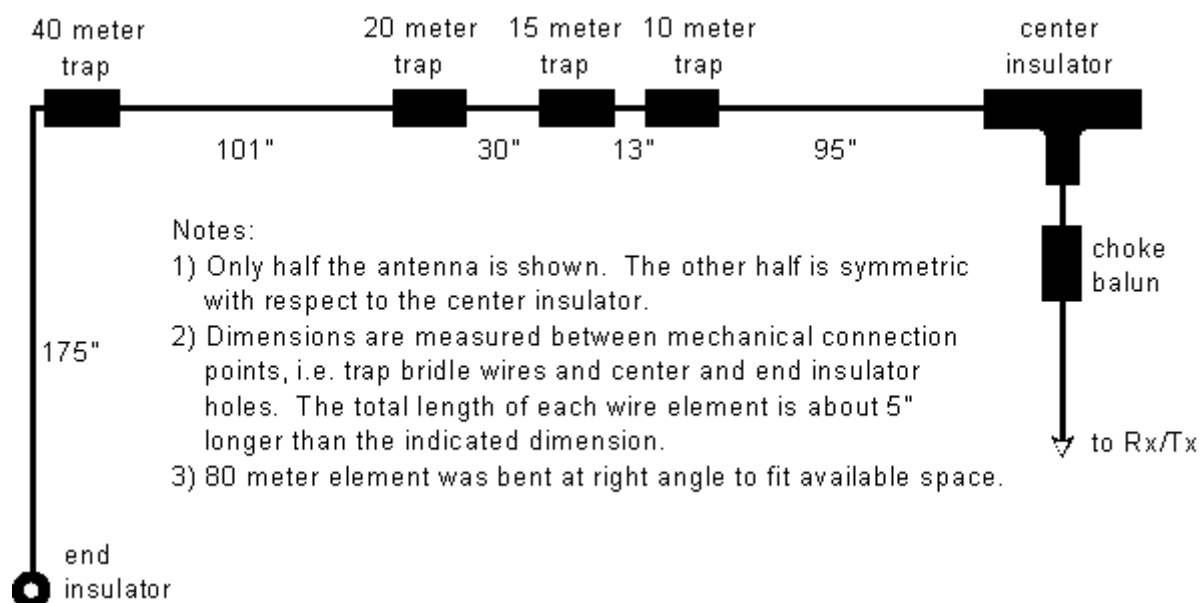 40 meter
trap
20 meter
trap
15 meter
trap
10 meter
trap
center
insulator
101"
30"
13"
95"
Notes:
1) Only half the antenna is shown.  The other half is symmetric
with respect to the center insulator.
2) Dimensions are measured between mechanical connection
points, i.e. trap bridle wires and center and end insulator
holes.  The total length of each wire element is about 5"
longer than the indicated dimension.
3) 80 meter element was bent at right angle to fit available space.
choke
balun
175"
to Rx/Tx
end
insulator